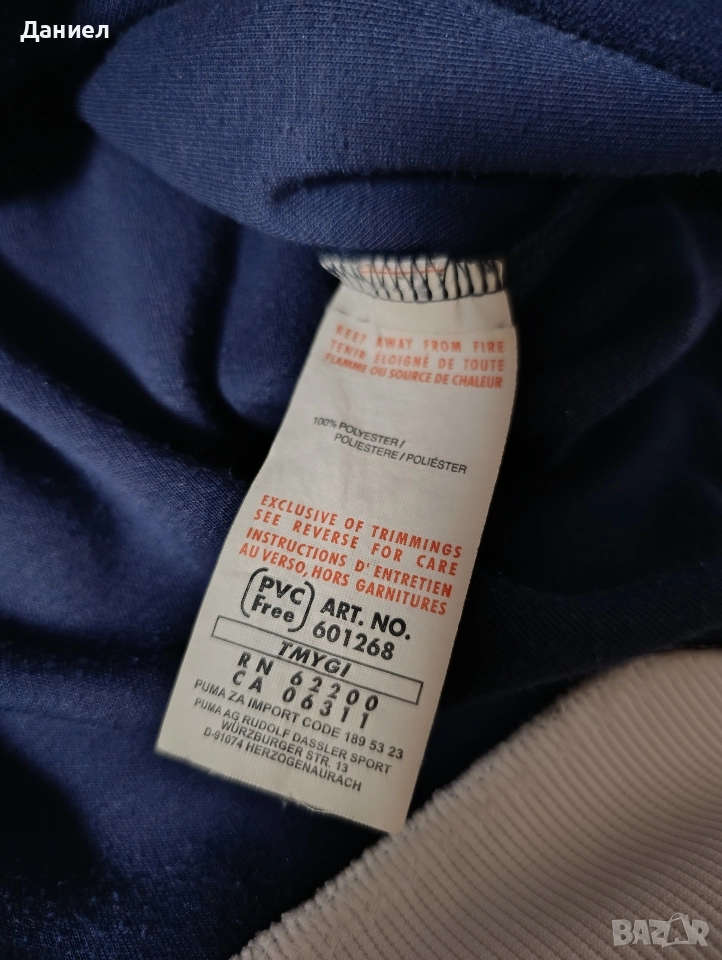 Даниел
KEEP AWAY FROM FIRE
TENIR ÉLOIGNÉ DE TOUTE
FLAMME OU SOURCE DE CHALEUR
100% POLYESTER/
POLIESTERE/POLIÉSTER
EXCLUSIVE OF TRIMMINGS
SEE REVERSE FOR CARE
INSTRUCTIONS D'ENTRETIEN
AU VERSO, HORS GARNITURES
PVC Free ART. NO.
601268
TMYGI
RN 62200
CA 06311
PUMA ZA IMPORT CODE 189 53 23
PUMA AG RUDOLF DASSLER SPORT
WÜRZBURGER STR. 13
D-91074 HERZOGENAURACH
BAZAR